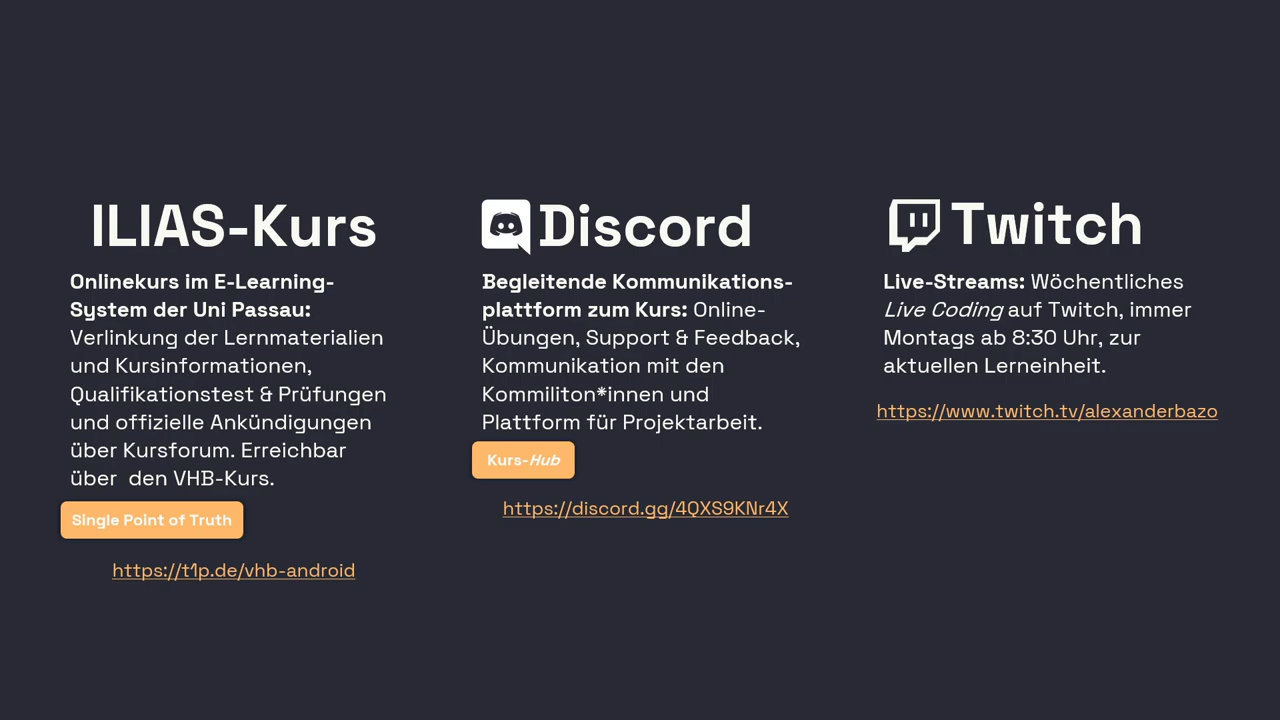 ILIAS-Kurs
Onlinekurs im E-Learning-
System der Uni Passau:
Verlinkung der Lernmaterialien
und Kursinformationen,
Qualifikationstest & Prüfungen
und offizielle Ankündigungen
über Kursforum. Erreichbar
über  den VHB-Kurs.
Single Point of Truth
https://t1p.de/vhb-android
Discord
Begleitende Kommunikations-
plattform zum Kurs: Online-
Übungen, Support & Feedback,
Kommunikation mit den
Kommiliton*innen und
Plattform für Projektarbeit.
Kurs-Hub
https://discord.gg/4QXS9KNr4X
Twitch
Live-Streams: Wöchentliches
Live Coding auf Twitch, immer
Montags ab 8:30 Uhr, zur
aktuellen Lerneinheit.
https://www.twitch.tv/alexanderbazo